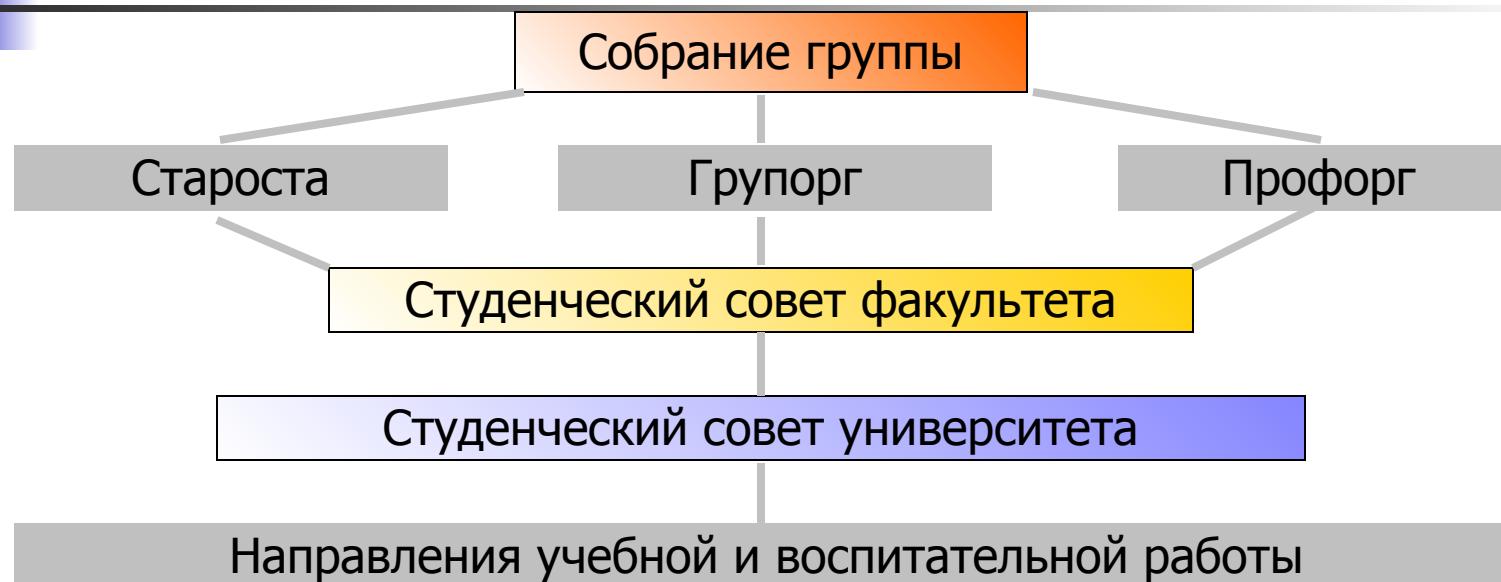 Собрание группы
Староста
Групорг
Профорг
Студенческий совет факультета
Студенческий совет университета
Направления учебной и воспитательной работы